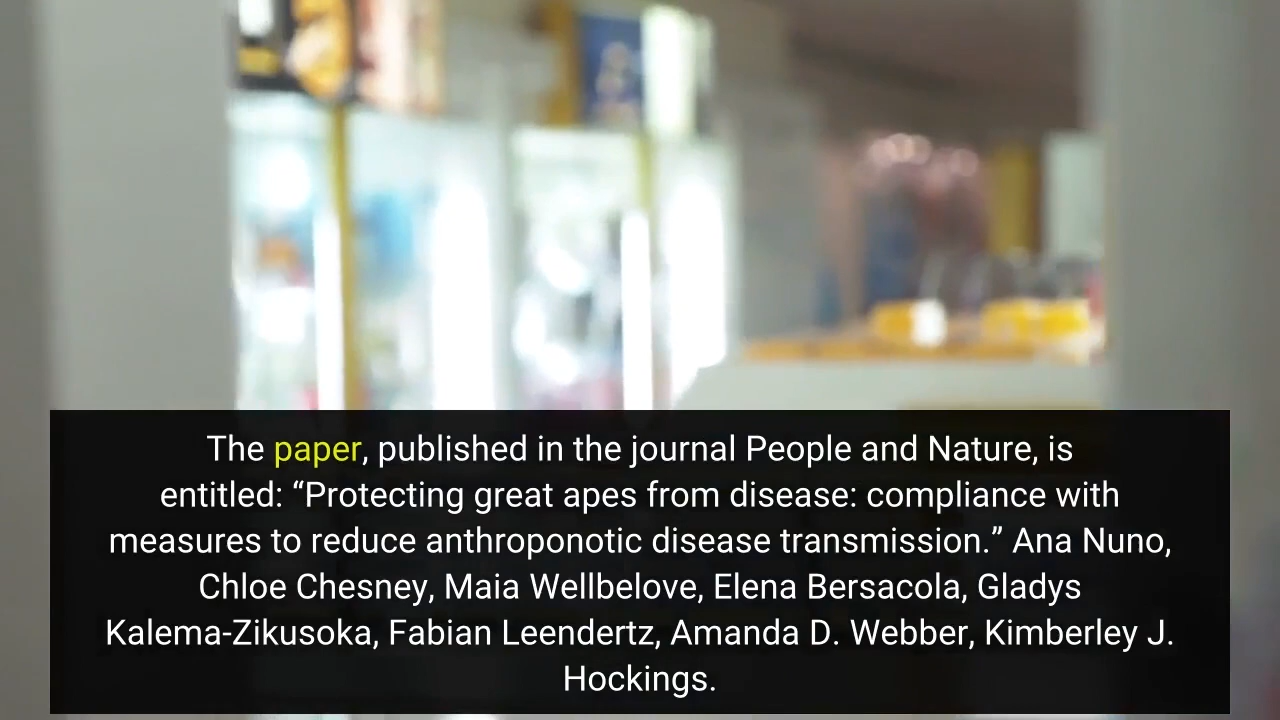 The paper, published in the journal People and Nature, is
entitled: “Protecting great apes from disease: compliance with
measures to reduce anthroponotic disease transmission.” Ana Nuno,
Chloe Chesney, Maia Wellbelove, Elena Bersacola, Gladys
Kalema-Zikusoka, Fabian Leendertz, Amanda D. Webber, Kimberley J.
Hockings.